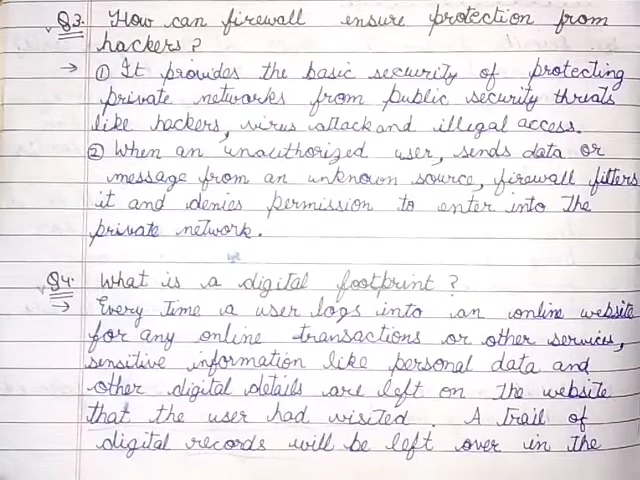 Q3. How can firewall ensure protection from
hackers?
→ ① It provides the basic security of protecting
private networks from public security threats
like hackers, virus attack and illegal access.
② When an unauthorized user, sends data or
message from an unknown source, firewall filters
it and denies permission to enter into the
private network.
Q4. What is a digital footprint?
→ Every time a user logs into an online website
for any online transactions or other services,
sensitive information like personal data and
other digital details are left on the website
that the user had visited. A trail of
digital records will be left over in the